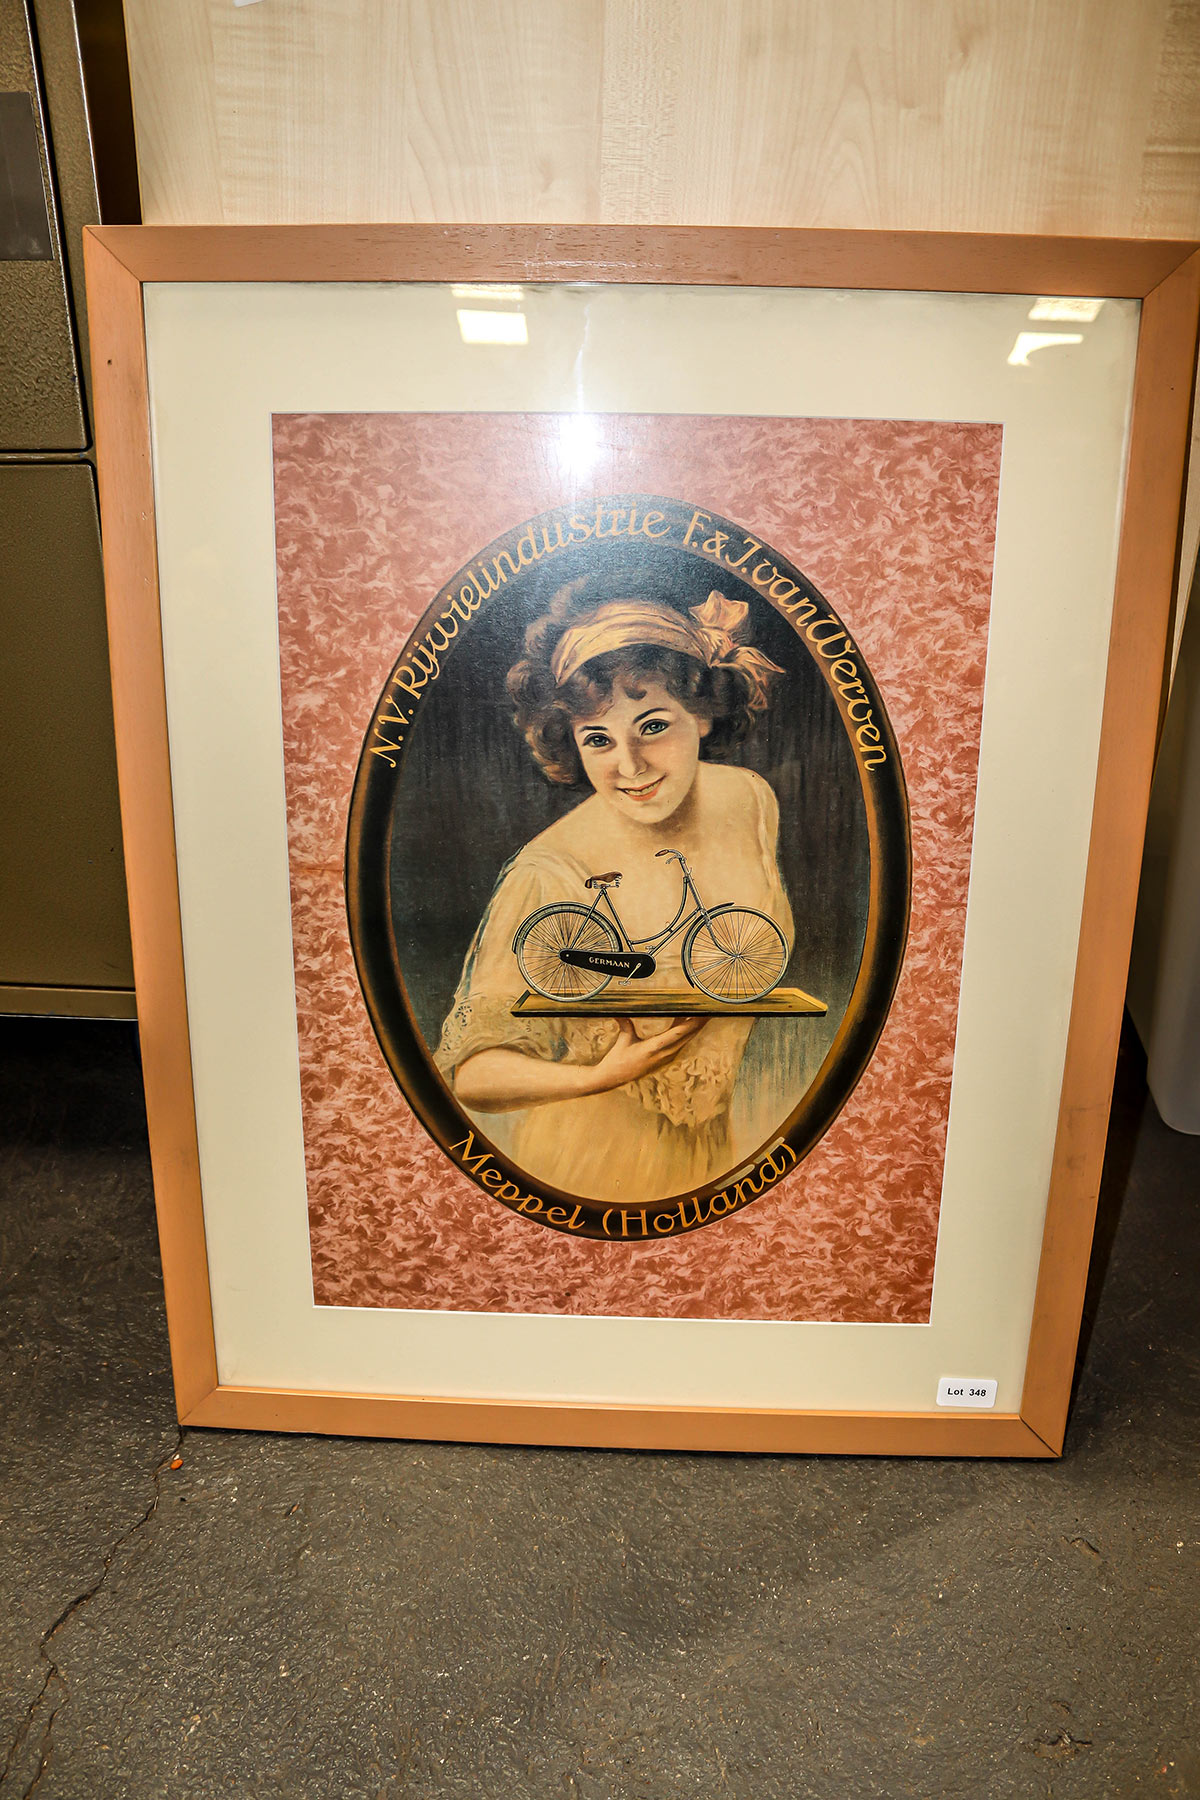 N.V. Rijwielindustrie F. & J. van Werven
GERMAAN
Meppel (Holland)
Lot 348